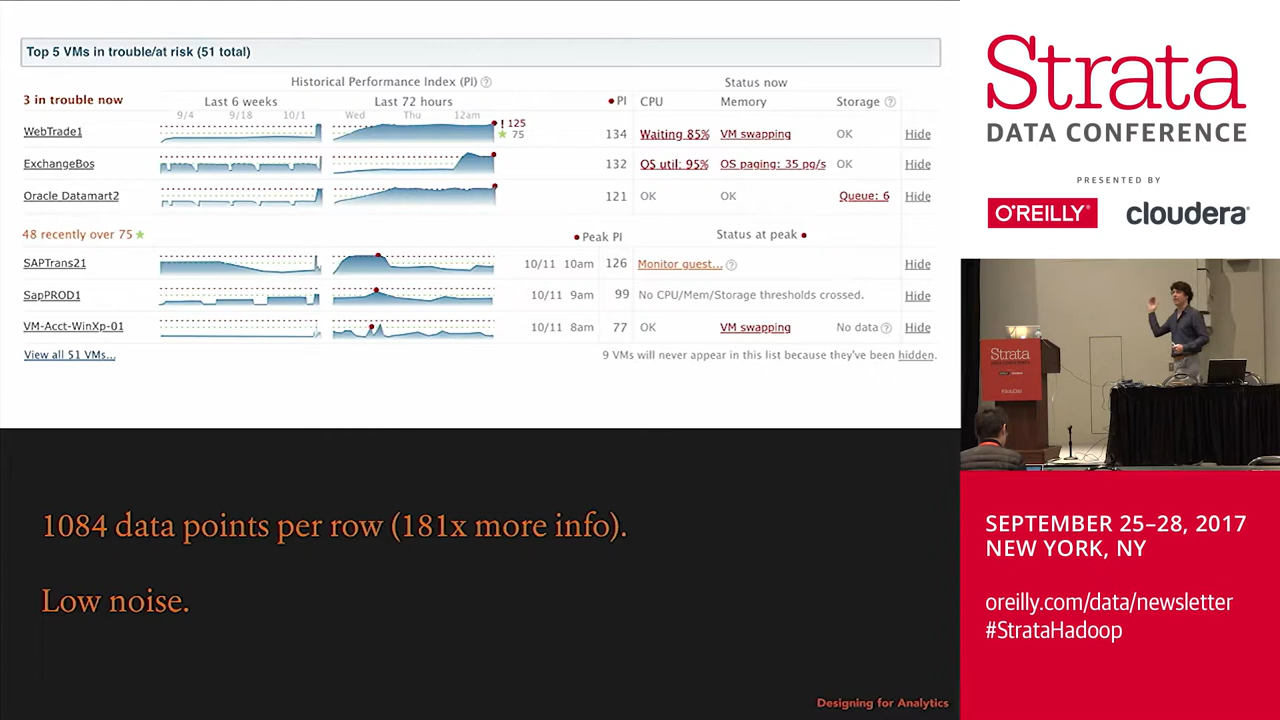 Top 5 VMs in trouble/at risk (51 total)
Historical Performance Index (PI) ?
Status now
3 in trouble now
Last 6 weeks
Last 72 hours
PI
CPU
Memory
Storage ?
9/4 9/18 10/1
Wed Thu 12am
WebTrade1
! 125
75
134
Waiting 85%
VM swapping
OK
Hide
ExchangeBos
132
OS util: 95%
OS paging: 35 pg/s
OK
Hide
Oracle Datamart2
121
OK
OK
Queue: 6
Hide
48 recently over 75
Peak PI
Status at peak
SAPTrans21
10/11 10am
126
Monitor guest... ?
Hide
SapPROD1
10/11 9am
99
No CPU/Mem/Storage thresholds crossed.
Hide
VM-Acct-WinXp-01
10/11 8am
77
OK
VM swapping
No data ?
Hide
View all 51 VMs...
9 VMs will never appear in this list because they've been hidden.
1084 data points per row (181x more info).
Low noise.
Designing for Analytics
Strata
DATA CONFERENCE
PRESENTED BY
O'REILLY®
cloudera®
Strata
DATA CONFERENCE
SEPTEMBER 25–28, 2017
NEW YORK, NY
oreilly.com/data/newsletter
#StrataHadoop